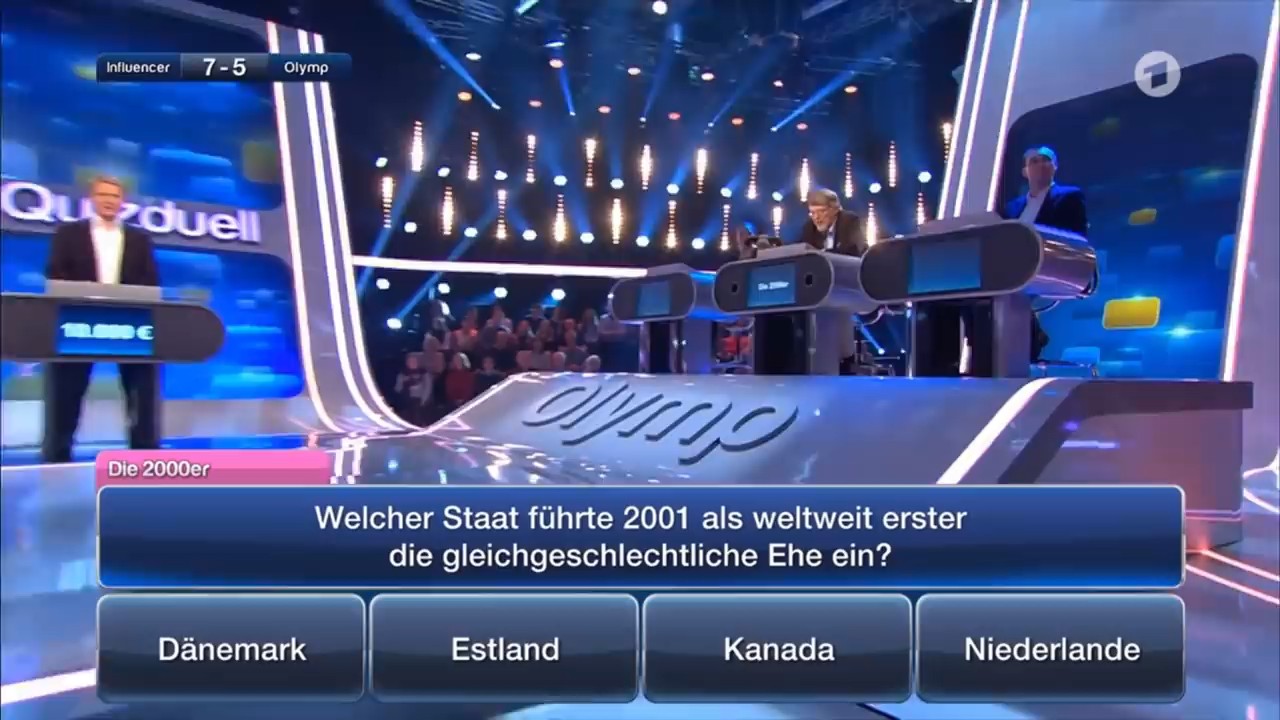 Influencer 7-5 Olymp
1
Quizduell
Die 2000er
olymp
Die 2000er
Welcher Staat führte 2001 als weltweit erster
die gleichgeschlechtliche Ehe ein?
Dänemark
Estland
Kanada
Niederlande